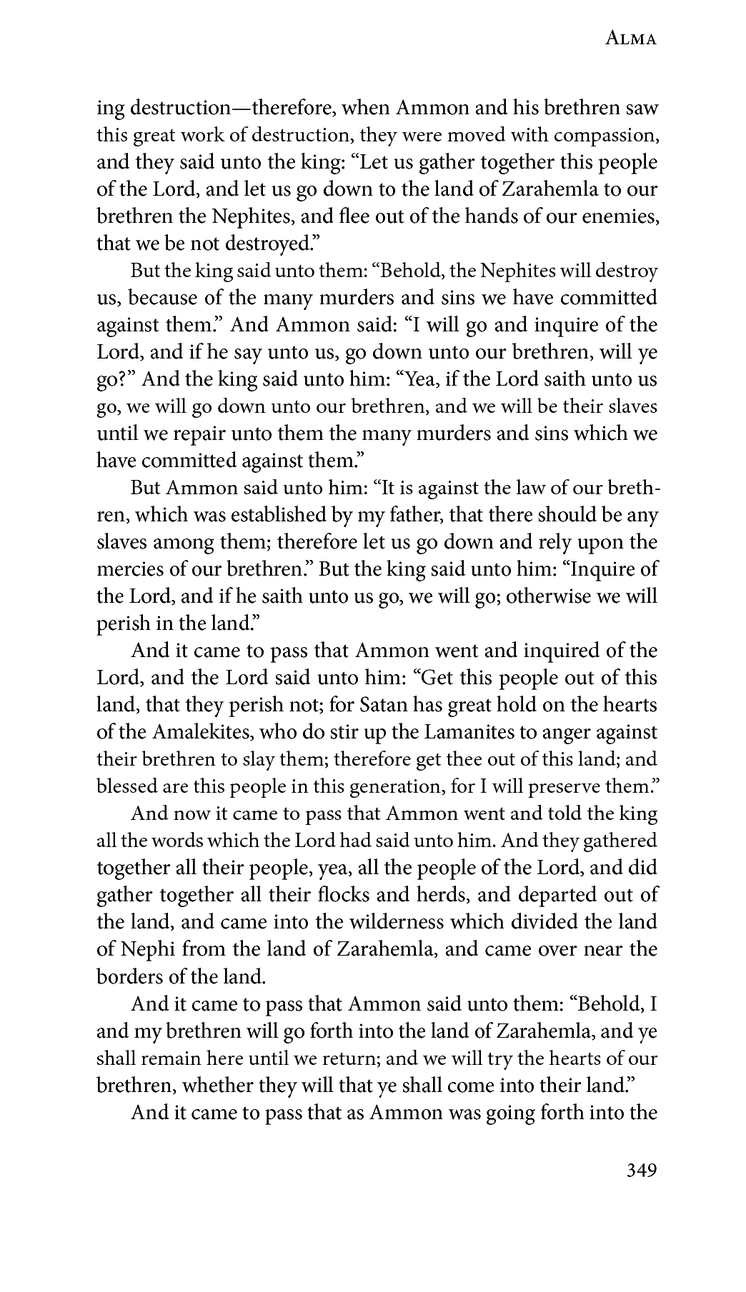 Alma
ing destruction—therefore, when Ammon and his brethren saw
this great work of destruction, they were moved with compassion,
and they said unto the king: “Let us gather together this people
of the Lord, and let us go down to the land of Zarahemla to our
brethren the Nephites, and flee out of the hands of our enemies,
that we be not destroyed.”
But the king said unto them: “Behold, the Nephites will destroy
us, because of the many murders and sins we have committed
against them.” And Ammon said: “I will go and inquire of the
Lord, and if he say unto us, go down unto our brethren, will ye
go?” And the king said unto him: “Yea, if the Lord saith unto us
go, we will go down unto our brethren, and we will be their slaves
until we repair unto them the many murders and sins which we
have committed against them.”
But Ammon said unto him: “It is against the law of our breth-
ren, which was established by my father, that there should be any
slaves among them; therefore let us go down and rely upon the
mercies of our brethren.” But the king said unto him: “Inquire of
the Lord, and if he saith unto us go, we will go; otherwise we will
perish in the land.”
And it came to pass that Ammon went and inquired of the
Lord, and the Lord said unto him: “Get this people out of this
land, that they perish not; for Satan has great hold on the hearts
of the Amalekites, who do stir up the Lamanites to anger against
their brethren to slay them; therefore get thee out of this land; and
blessed are this people in this generation, for I will preserve them.”
And now it came to pass that Ammon went and told the king
all the words which the Lord had said unto him. And they gathered
together all their people, yea, all the people of the Lord, and did
gather together all their flocks and herds, and departed out of
the land, and came into the wilderness which divided the land
of Nephi from the land of Zarahemla, and came over near the
borders of the land.
And it came to pass that Ammon said unto them: “Behold, I
and my brethren will go forth into the land of Zarahemla, and ye
shall remain here until we return; and we will try the hearts of our
brethren, whether they will that ye shall come into their land.”
And it came to pass that as Ammon was going forth into the
349